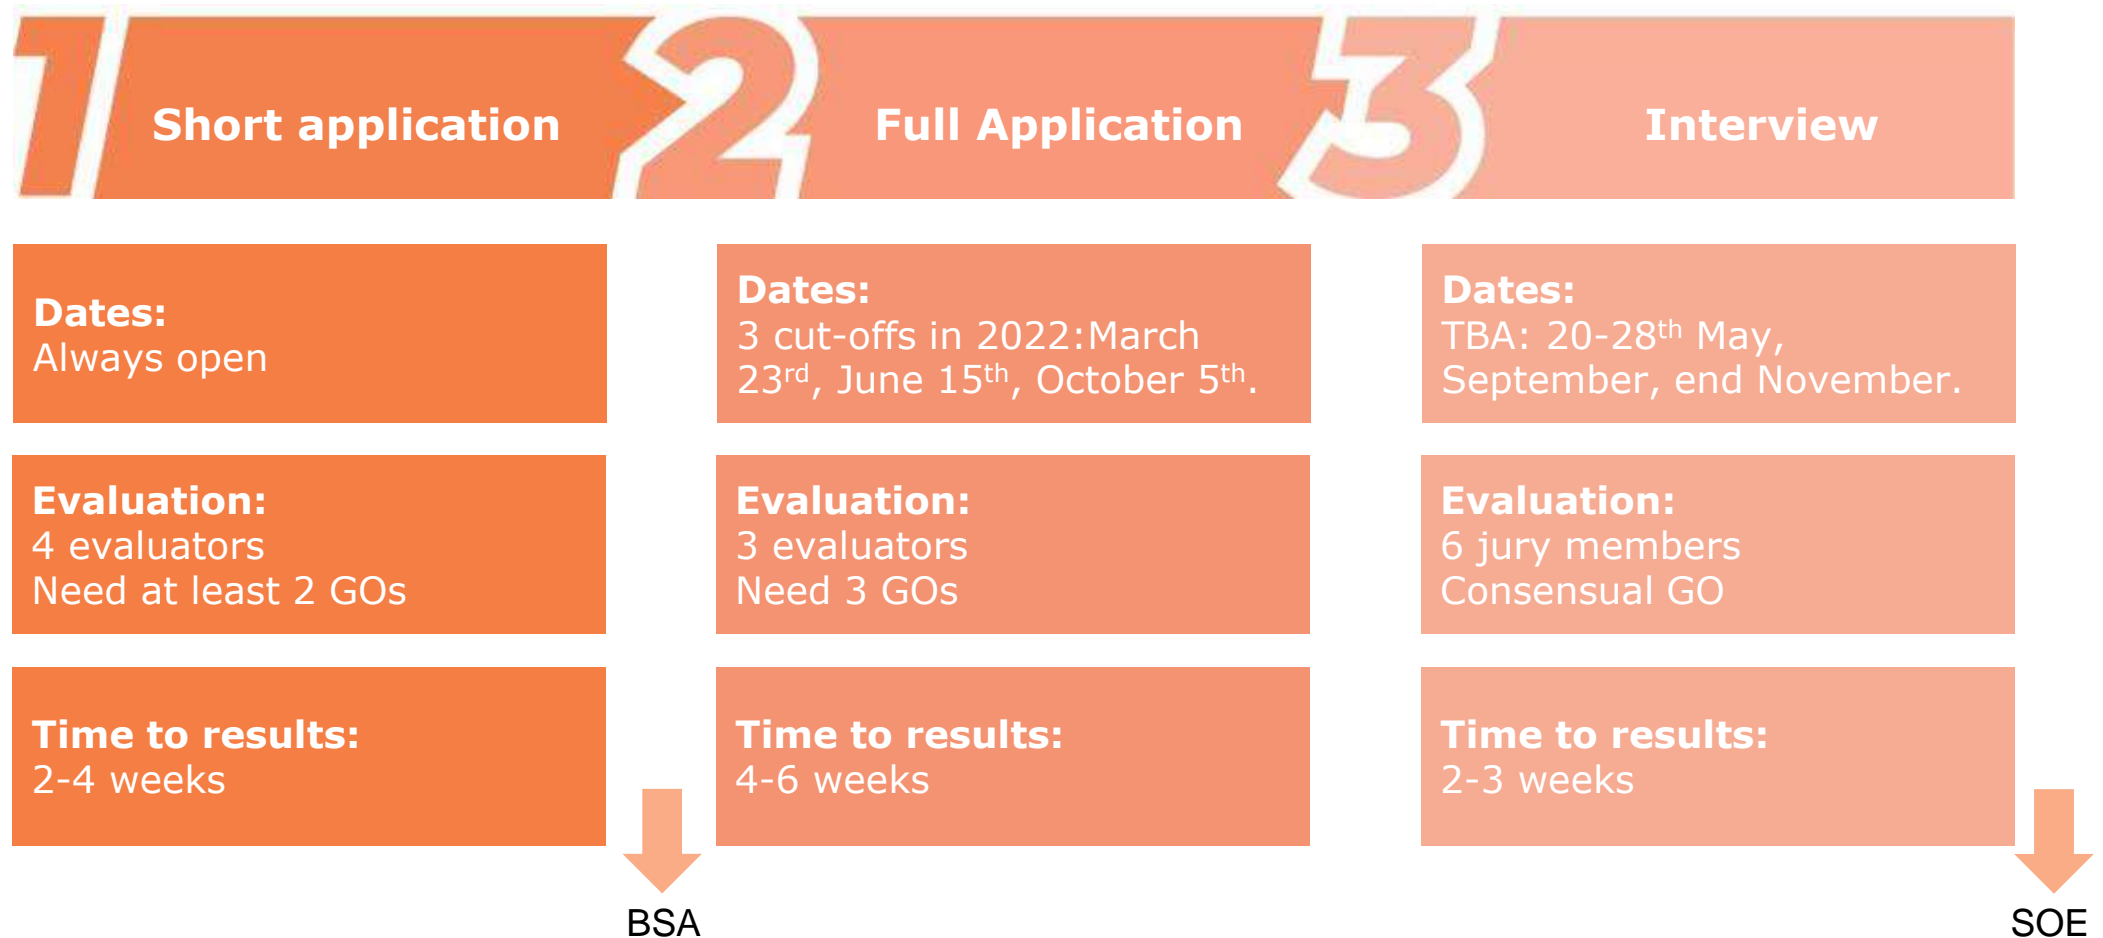 1
Short application
2
Full Application
3
Interview
Dates:
Always open
Evaluation:
4 evaluators
Need at least 2 GOs
Time to results:
2-4 weeks
BSA
Dates:
3 cut-offs in 2022:March
23rd, June 15th, October 5th.
Evaluation:
3 evaluators
Need 3 GOs
Time to results:
4-6 weeks
Dates:
TBA: 20-28th May,
September, end November.
Evaluation:
6 jury members
Consensual GO
Time to results:
2-3 weeks
SOE